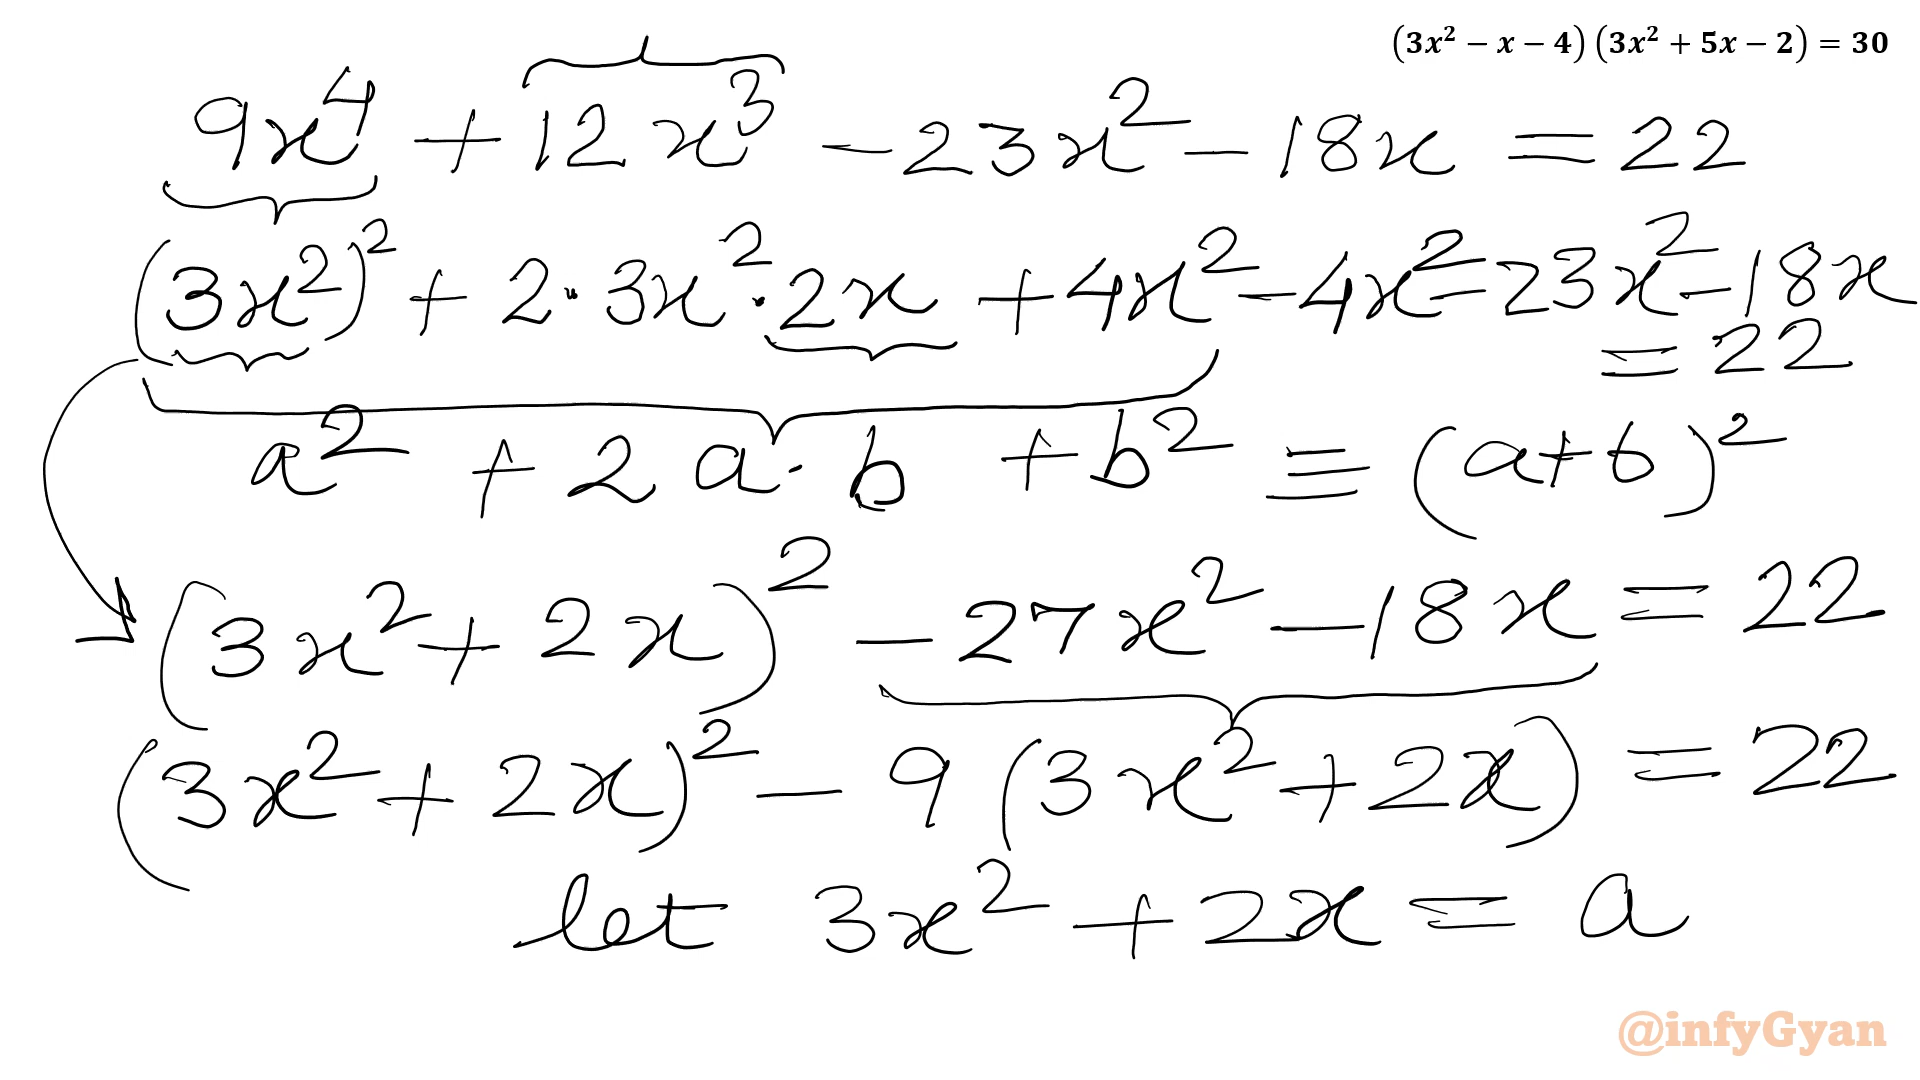 (3x² − x − 4)(3x² + 5x − 2) = 30
9x⁴ + 12x³ − 23x² − 18x = 22
(3x²)² + 2·3x²·2x + 4x² − 4x² − 23x² − 18x
= 22
a² + 2a·b + b² ≡ (a+b)²
(3x² + 2x)² − 27x² − 18x = 22
(3x² + 2x)² − 9(3x² + 2x) = 22
let 3x² + 2x = a
@infyGyan